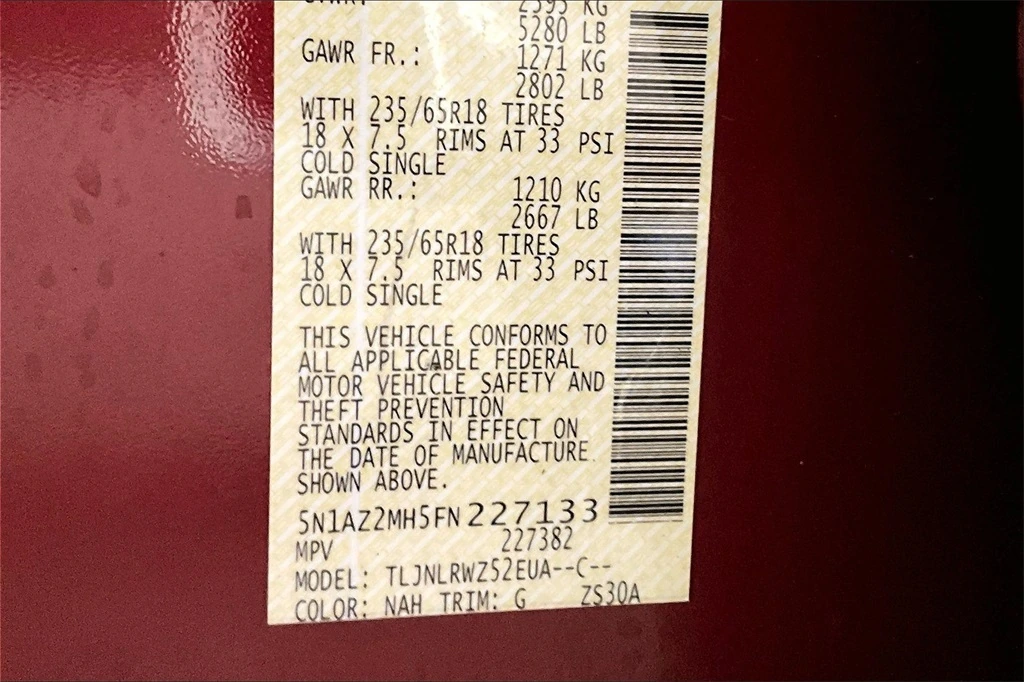 2395 KG
5280 LB
GAWR FR.: 1271 KG
2802 LB
WITH 235/65R18 TIRES
18 X 7.5 RIMS AT 33 PSI
COLD SINGLE
GAWR RR.: 1210 KG
2667 LB
WITH 235/65R18 TIRES
18 X 7.5 RIMS AT 33 PSI
COLD SINGLE
THIS VEHICLE CONFORMS TO
ALL APPLICABLE FEDERAL
MOTOR VEHICLE SAFETY AND
THEFT PREVENTION
STANDARDS IN EFFECT ON
THE DATE OF MANUFACTURE
SHOWN ABOVE.
5N1AZ2MH5FN227133
MPV 227382
MODEL: TLJNLRWZ52EUA--C--
COLOR: NAH TRIM: G ZS30A